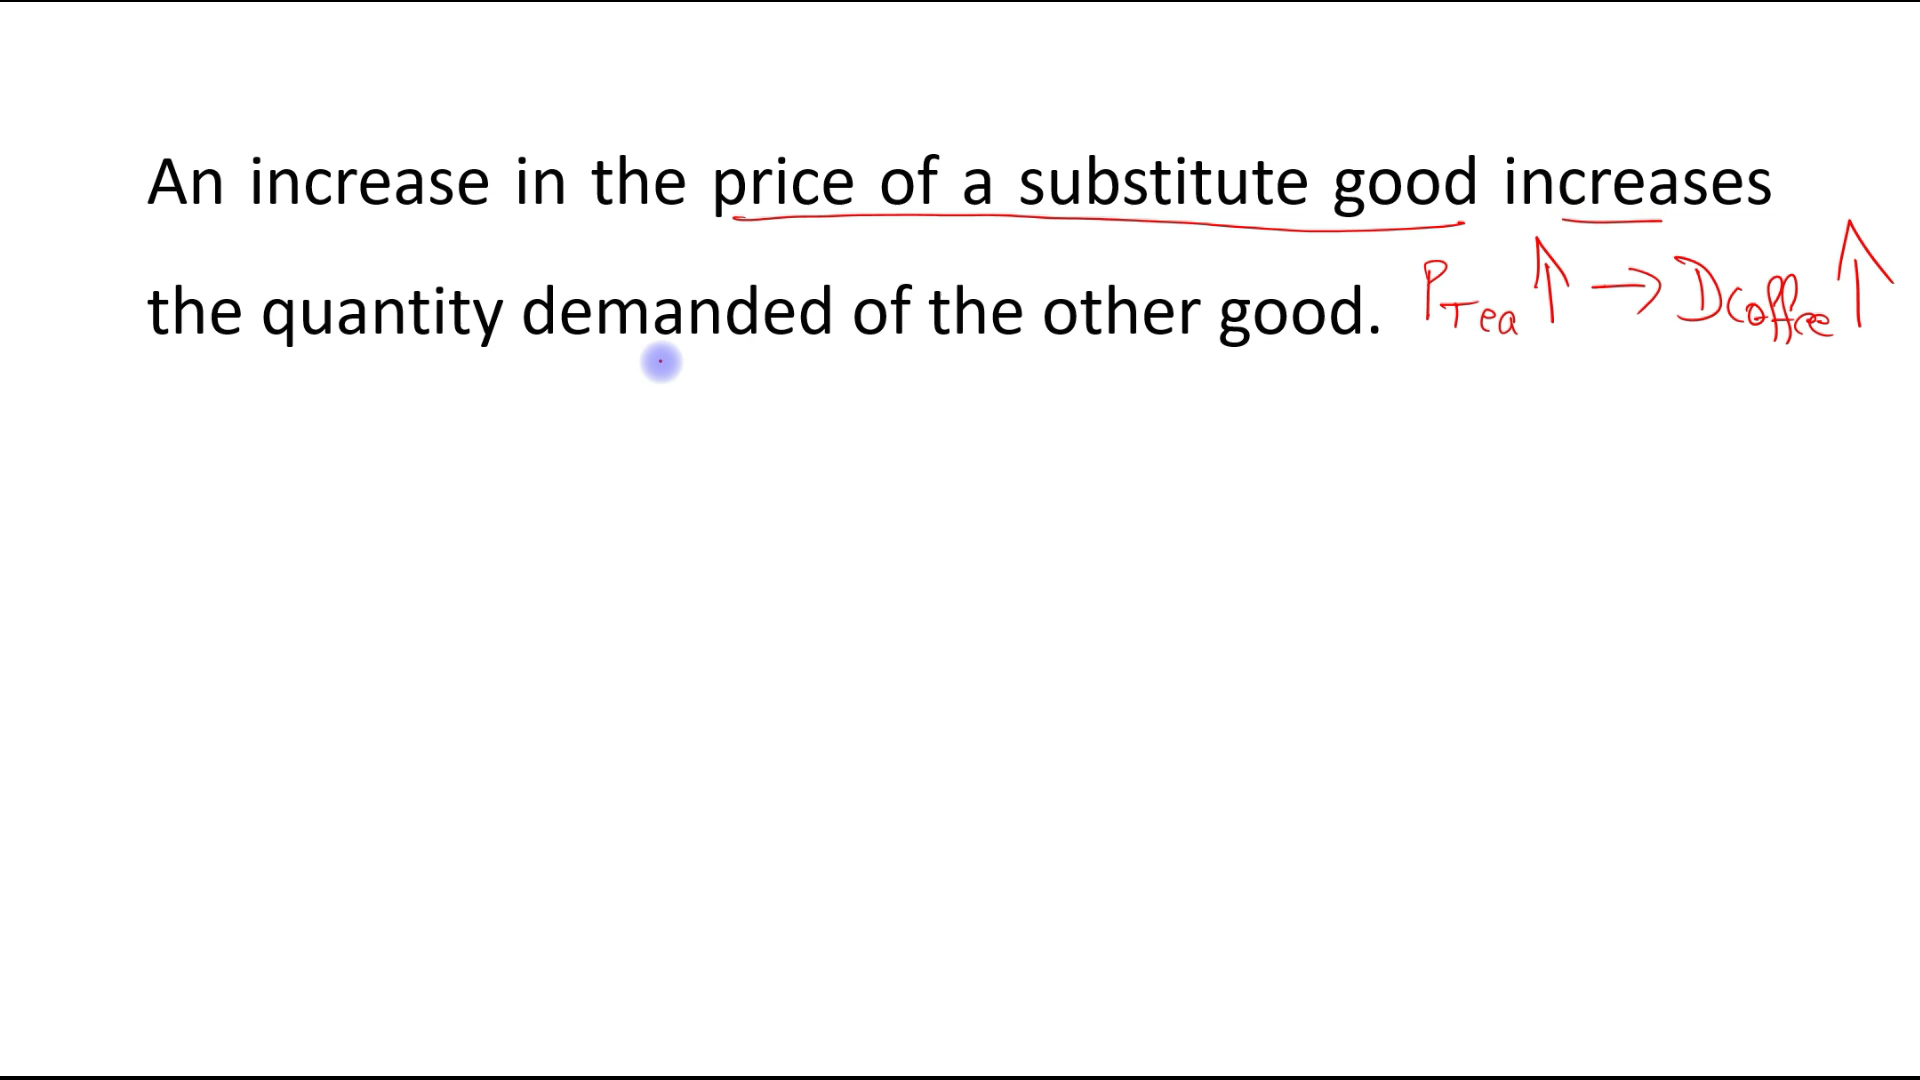 An increase in the price of a substitute good increases
the quantity demanded of the other good. PTea ↑ → DCoffee ↑